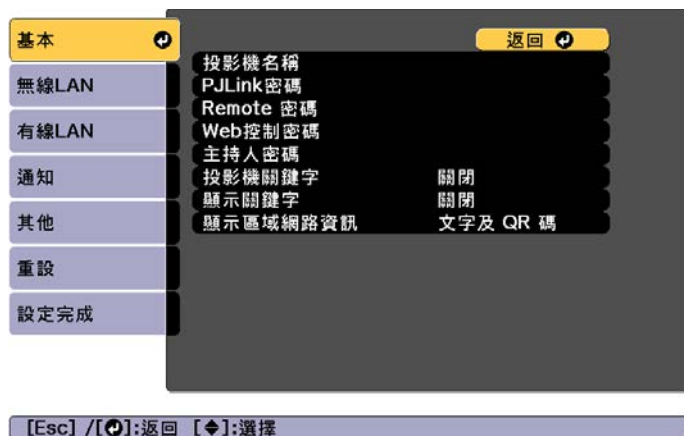 基本
無線LAN
有線LAN
通知
其他
重設
設定完成
返回
投影機名稱
PJLink密碼
Remote 密碼
Web控制密碼
主持人密碼
投影機關鍵字 關閉
顯示關鍵字 關閉
顯示區域網路資訊 文字及 QR 碼
[Esc] /[]:返回 [◆]:選擇